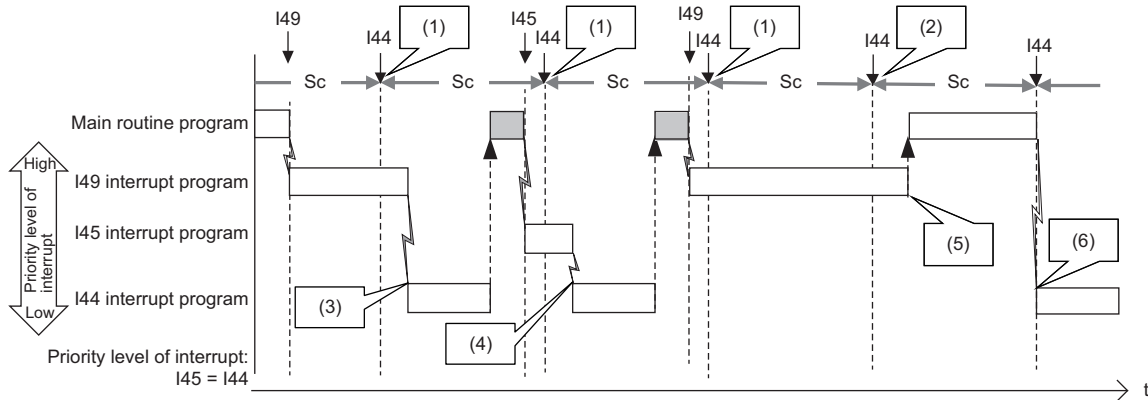 I49
I44
(1)
I45
I44
(1)
I49
I44
(1)
I44
(2)
I44
Sc
Sc
Sc
Sc
Sc
Main routine program
High
Priority level of
interrupt
Low
I49 interrupt program
I45 interrupt program
I44 interrupt program
(3)
(4)
(5)
(6)
Priority level of interrupt:
I45 = I44
t